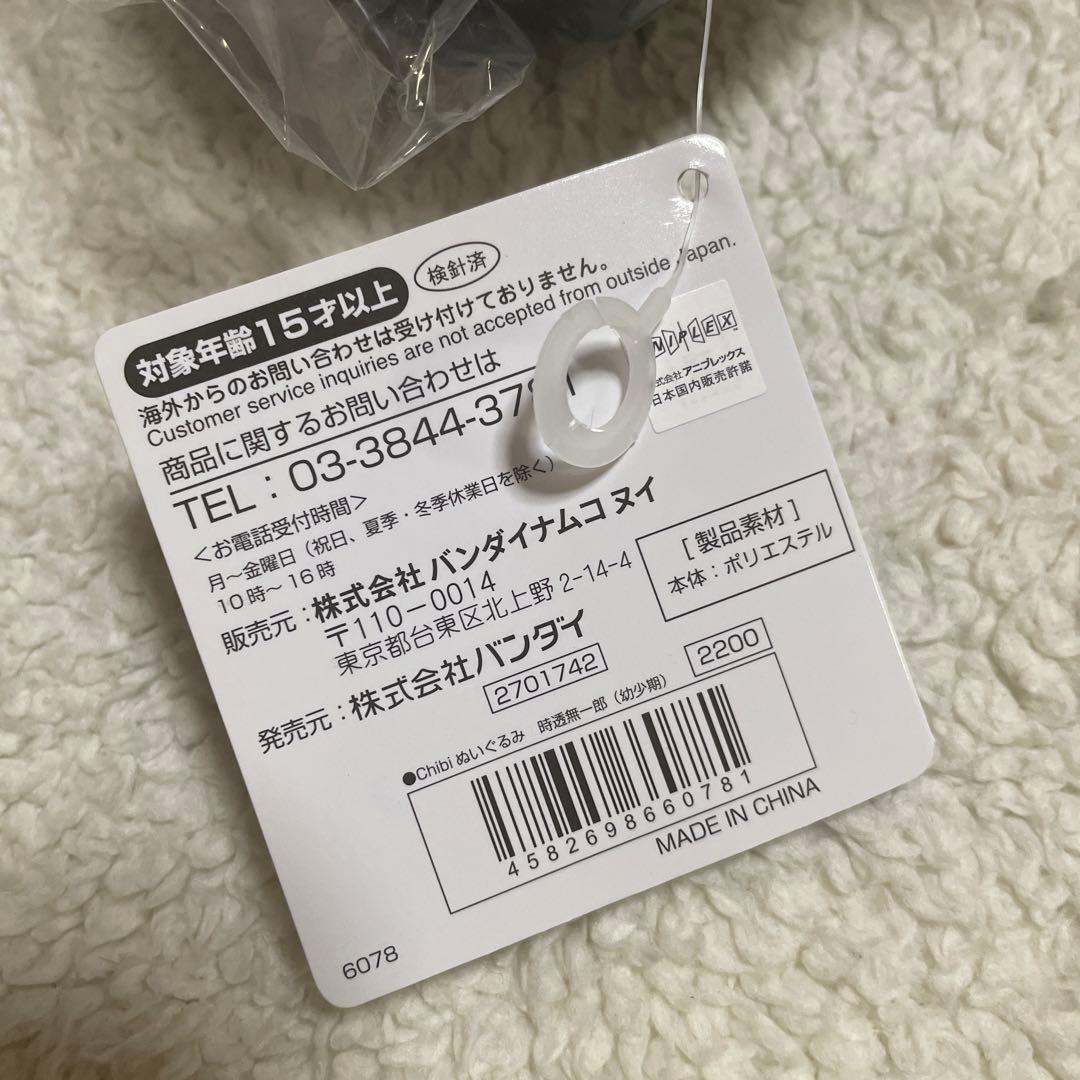 対象年齢15才以上
検針済
海外からのお問い合わせは受け付けておりません。
Customer service inquiries are not accepted from outside Japan.
商品に関するお問い合わせは
TEL：03-3844-37
<お電話受付時間>
月～金曜日（祝日、夏季・冬季休業日を除く）
10時～16時
販売元：株式会社 バンダイナムコ ヌイ
〒110-0014
東京都台東区北上野 2-14-4
発売元：株式会社バンダイ
NIPLEX
式会社 アニプレックス
日本国内販売許諾
[ 製品素材 ]
本体：ポリエステル
2701742
2200
●Chibi ぬいぐるみ 時透無一郎（幼少期）
4582698660781
MADE IN CHINA
6078